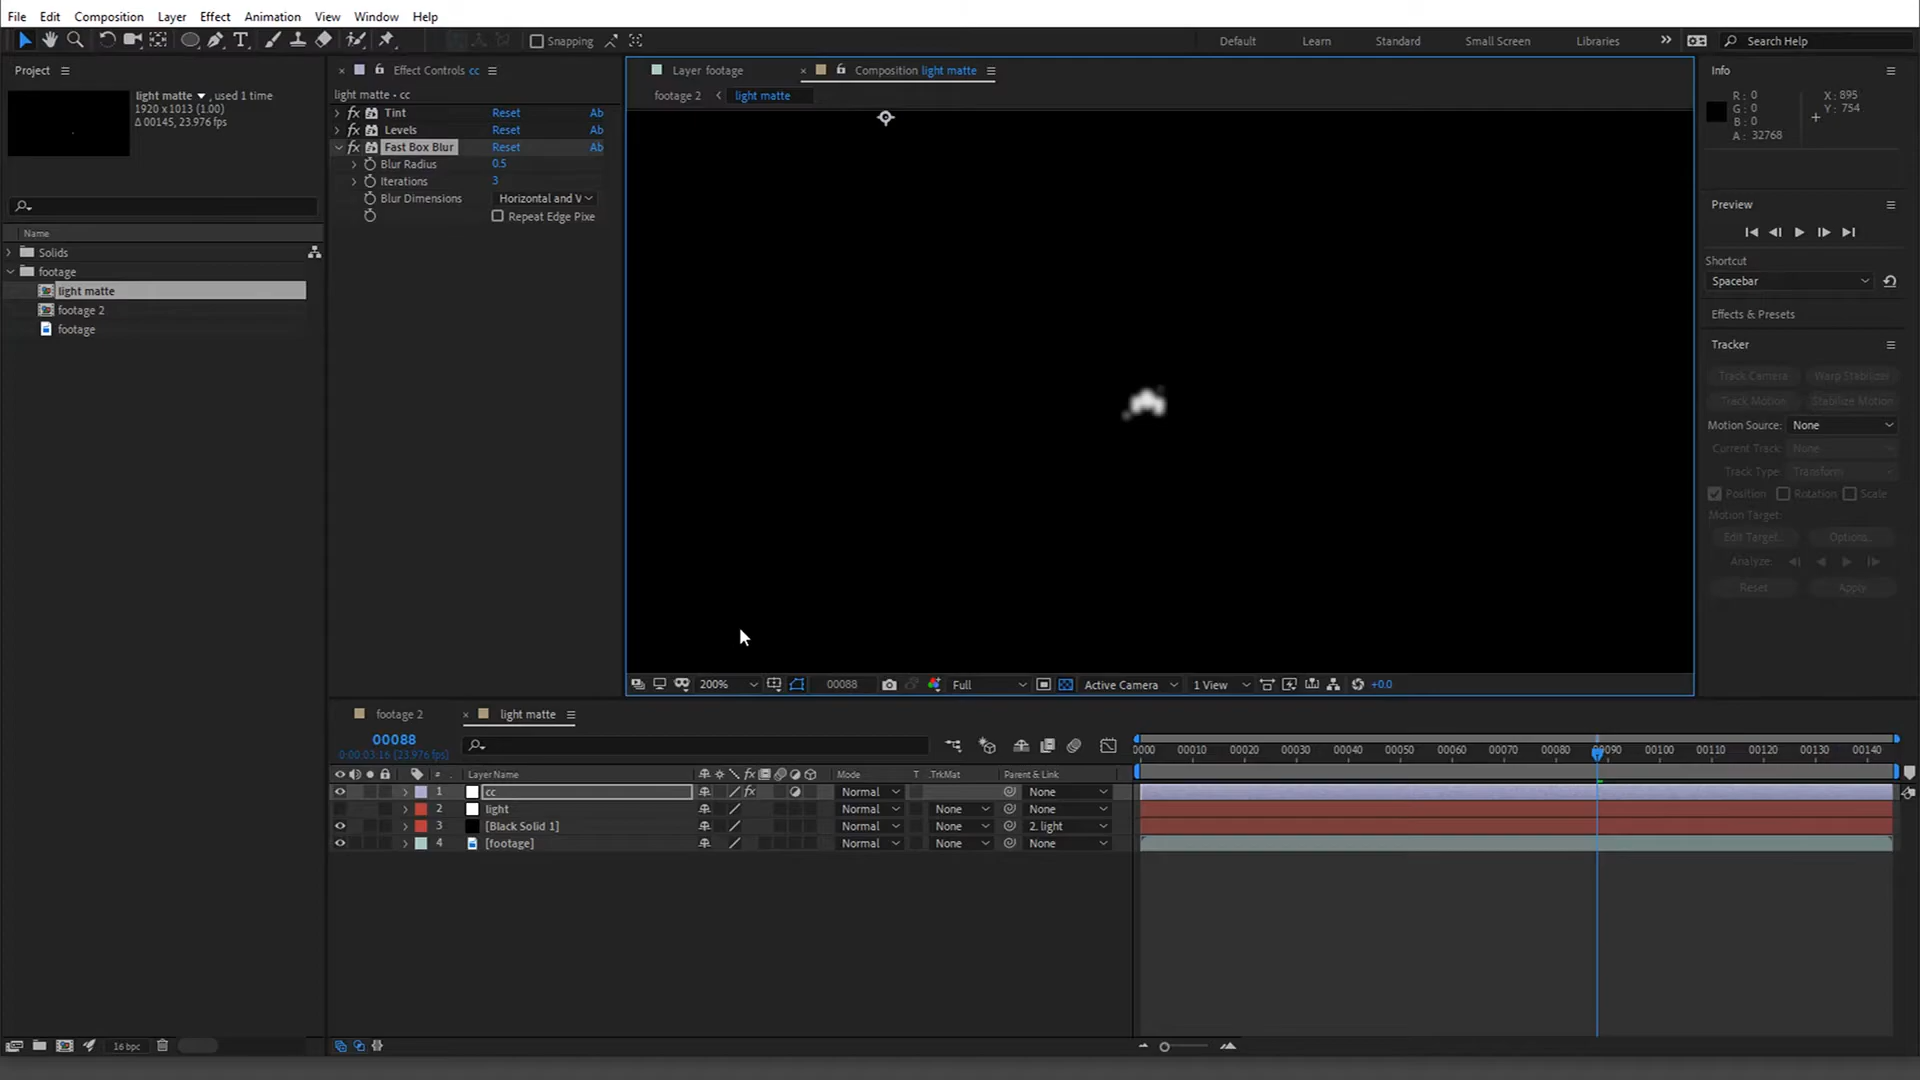 File Edit Composition Layer Effect Animation View Window Help
Snapping
Default Learn Standard Small Screen Libraries Search Help
Project
light matte , used 1 time
1920 x 1013 (1.00)
Δ 00145, 23.976 fps
Name
Solids
footage
light matte
footage 2
footage
16 bpc
Effect Controls cc
light matte • cc
fx Tint Reset Ab
fx Levels Reset Ab
fx Fast Box Blur Reset Ab
Blur Radius 0.5
Iterations 3
Blur Dimensions Horizontal and V
Repeat Edge Pixe
Layer footage
Composition light matte
footage 2 light matte
200% 00088 Full Active Camera 1 View +0.0
Info
R: 0 X: 895
G: 0 Y: 754
B: 0
A: 32768
Preview
Shortcut
Spacebar
Effects & Presets
Tracker
Track Camera Warp Stabilizer
Track Motion Stabilize Motion
Motion Source: None
Current Track: None
Track Type: Transform
Position Rotation Scale
Motion Target:
Edit Target... Options...
Analyze:
Reset Apply
footage 2 light matte
00088
0:00:03:16 (23.976 fps)
0000 00010 00020 00030 00040 00050 00060 00070 00080 00090 00100 00110 00120 00130 00140
# Layer Name Mode T .TrkMat Parent & Link
1 cc fx Normal None
2 light Normal None None
3 [Black Solid 1] Normal None 2. light
4 [footage] Normal None None